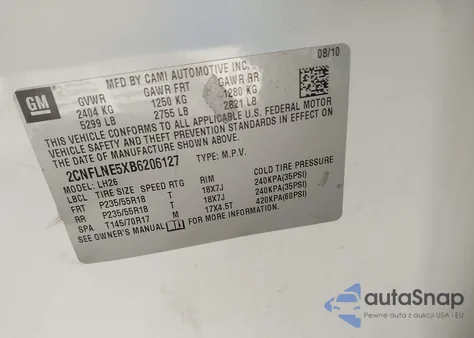 MFD BY CAMI AUTOMOTIVE INC.
08/10
GM
GVWR GAWR FRT GAWR RR
2404 KG 1250 KG 1280 KG
5299 LB 2755 LB 2821 LB
THIS VEHICLE CONFORMS TO ALL APPLICABLE U.S. FEDERAL MOTOR
VEHICLE SAFETY AND THEFT PREVENTION STANDARDS IN EFFECT ON
THE DATE OF MANUFACTURE SHOWN ABOVE.
2CNFLNE5XB6206127 TYPE: M.P.V.
MODEL: LH26
LBCL TIRE SIZE SPEED RTG RIM COLD TIRE PRESSURE
FRT P235/55R18 T 18X7J 240KPA(35PSI)
RR P235/55R18 T 18X7J 240KPA(35PSI)
SPA T145/70R17 M 17X4.5T 420KPA(60PSI)
SEE OWNER'S MANUAL FOR MORE INFORMATION.
autoSnap
Pewne auta z aukcji USA - EU